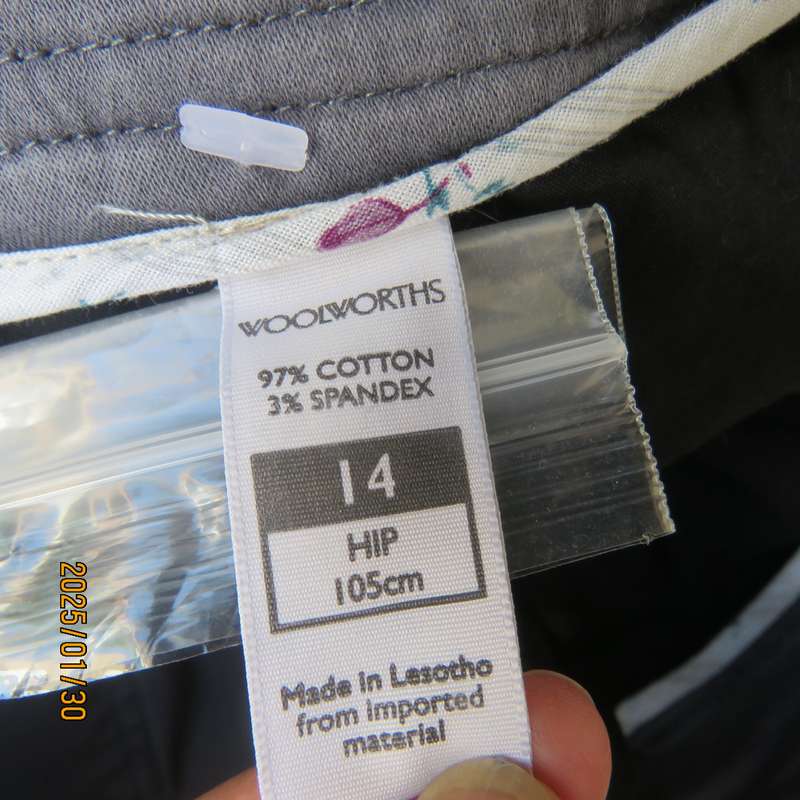 WOOLWORTHS
97% COTTON
3% SPANDEX
14
HIP
105cm
Made in Lesotho
from imported
material
2025/01/30